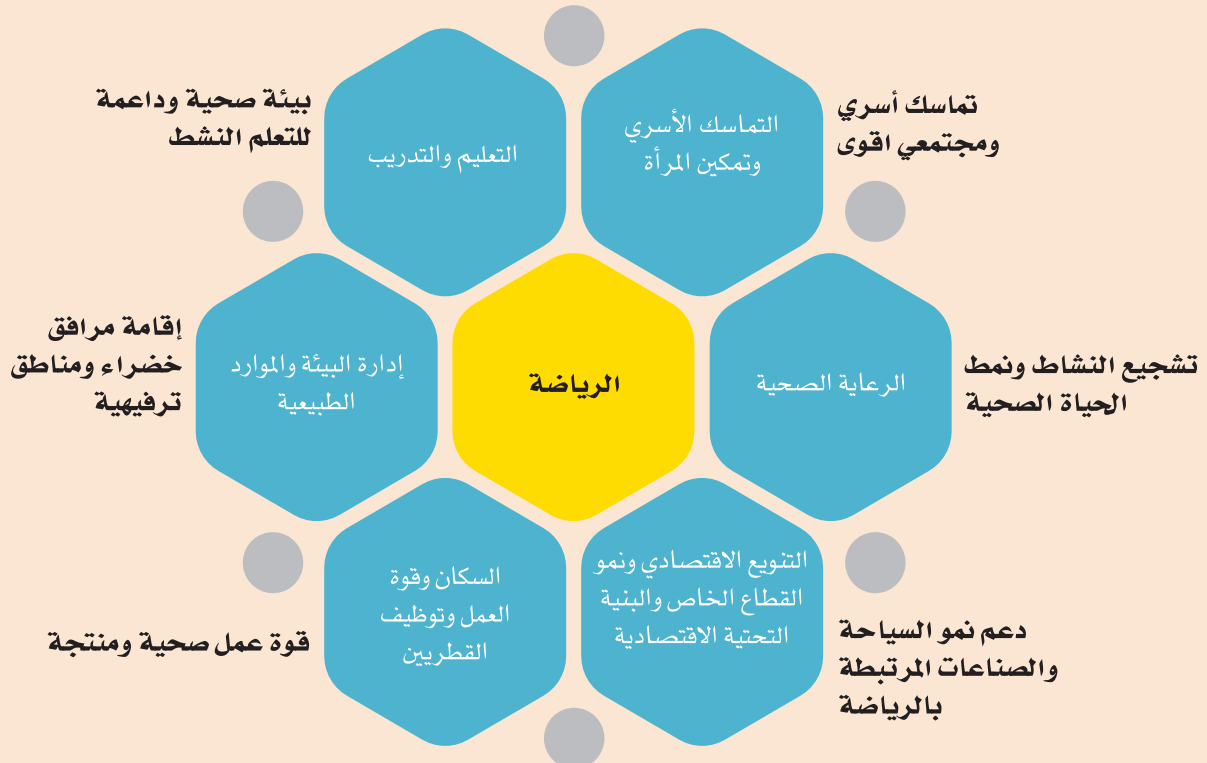 تماسك أسري
ومجتمعي اقوى
التماسك الأسري
وتمكين المرأة
التعليم والتدريب
بيئة صحية وداعمة
للتعلم النشط
تشجيع النشاط ونمط
الحياة الصحية
الرعاية الصحية
الرياضة
إدارة البيئة والموارد
الطبيعية
إقامة مرافق
خضراء ومناطق
ترفيهية
دعم نمو السياحة
والصناعات المرتبطة
بالرياضة
التنويع الاقتصادي ونمو
القطاع الخاص والبنية
التحتية الاقتصادية
السكان وقوة
العمل وتوظيف
القطريين
قوة عمل صحية ومنتجة